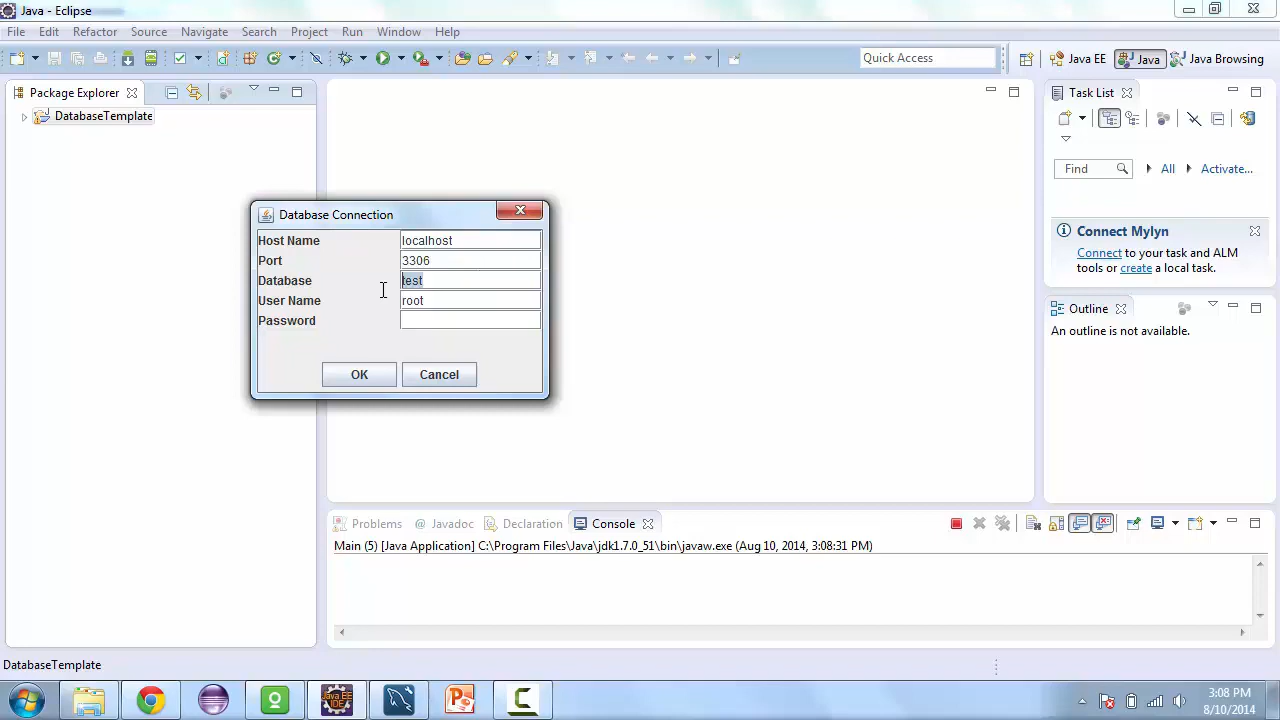 Java - Eclipse
File Edit Refactor Source Navigate Search Project Run Window Help
Quick Access
Java EE Java Java Browsing
Package Explorer
DatabaseTemplate
Task List
Find All Activate...
Database Connection
Host Name localhost
Port 3306
Database test
User Name root
Password
OK Cancel
Connect Mylyn
Connect to your task and ALM
tools or create a local task.
Outline
An outline is not available.
Problems @ Javadoc Declaration Console
Main (5) [Java Application] C:\Program Files\Java\jdk1.7.0_51\bin\javaw.exe (Aug 10, 2014, 3:08:31 PM)
DatabaseTemplate
Java EE
IDE
3:08 PM
8/10/2014